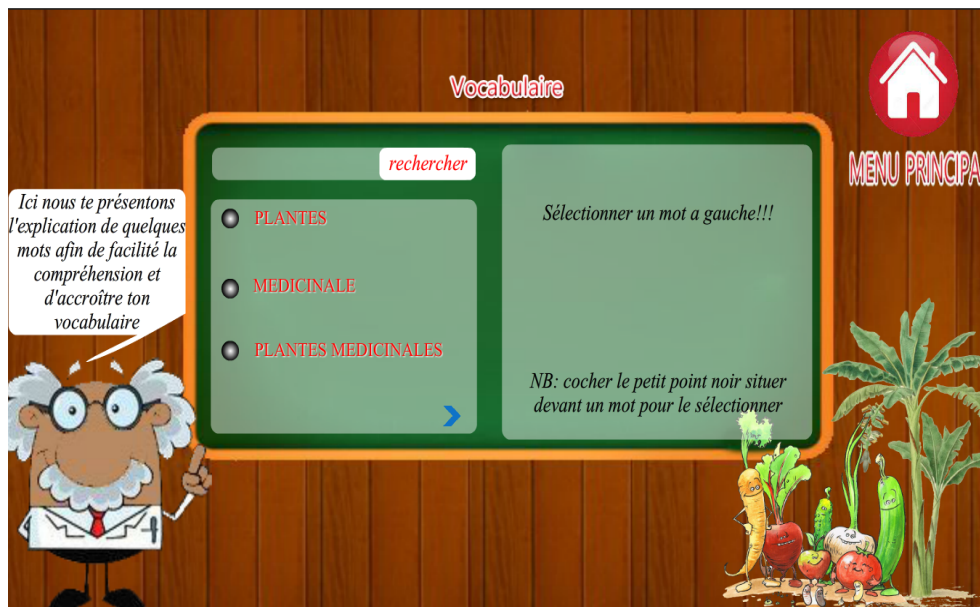 Vocabulaire
MENU PRINCIPA
rechercher
Ici nous te présentons
l'explication de quelques
mots afin de facilité la
compréhension et
d'accroître ton
vocabulaire
PLANTES
MEDICINALE
PLANTES MEDICINALES
Sélectionner un mot a gauche!!!
NB: cocher le petit point noir situer
devant un mot pour le sélectionner